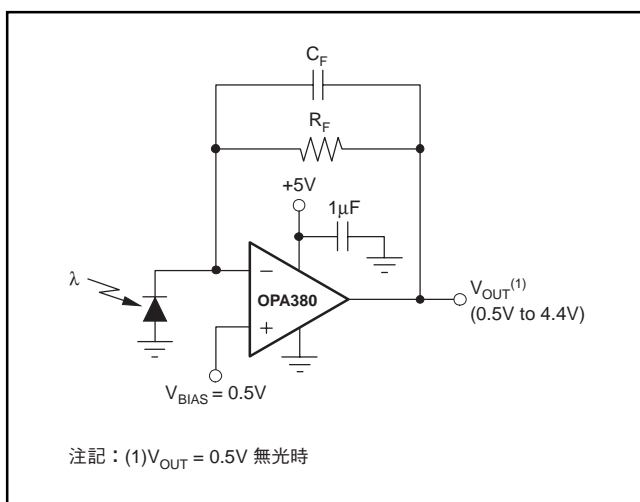 C_F
R_F
+5V
1μF
λ
−
OPA380
+
V_OUT^(1)
(0.5V to 4.4V)
V_BIAS = 0.5V
注記：(1)V_OUT = 0.5V 無光時